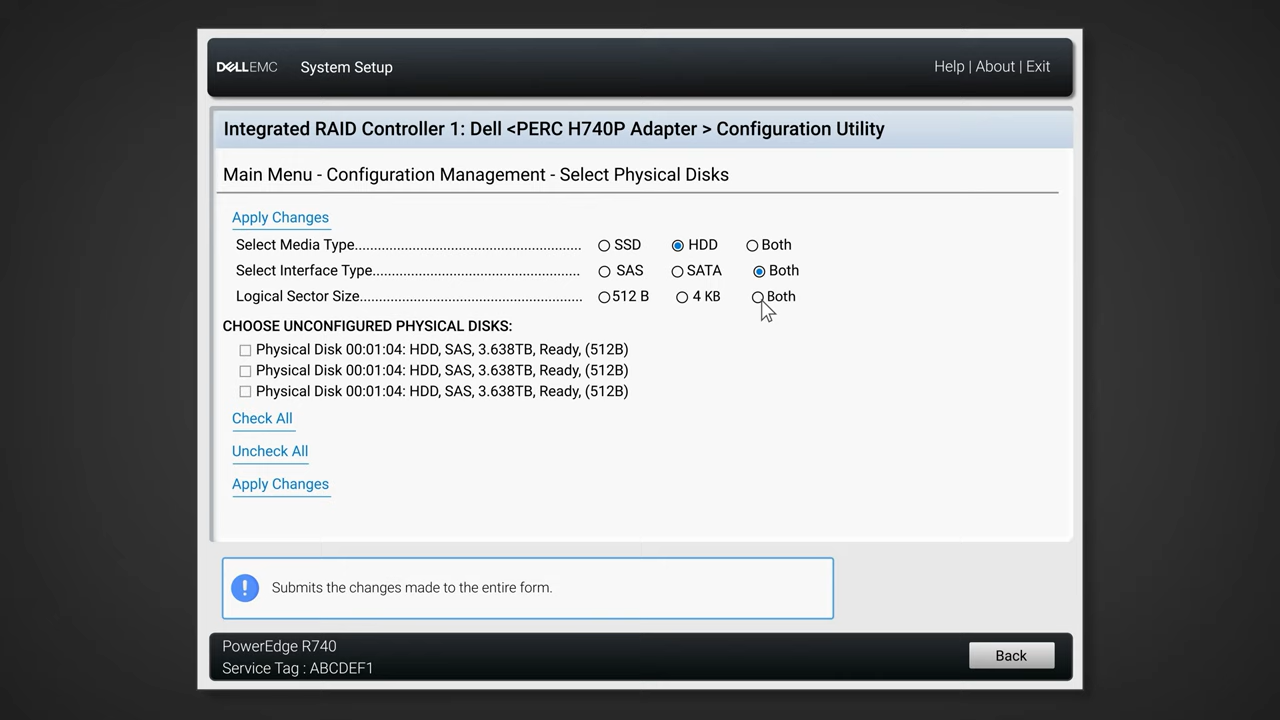 DELLEMC System Setup Help | About | Exit
Integrated RAID Controller 1: Dell <PERC H740P Adapter > Configuration Utility
Main Menu - Configuration Management - Select Physical Disks
Apply Changes
Select Media Type.................................................... SSD HDD Both
Select Interface Type................................................ SAS SATA Both
Logical Sector Size.................................................. 512 B 4 KB Both
CHOOSE UNCONFIGURED PHYSICAL DISKS:
Physical Disk 00:01:04: HDD, SAS, 3.638TB, Ready, (512B)
Physical Disk 00:01:04: HDD, SAS, 3.638TB, Ready, (512B)
Physical Disk 00:01:04: HDD, SAS, 3.638TB, Ready, (512B)
Check All
Uncheck All
Apply Changes
Submits the changes made to the entire form.
PowerEdge R740
Service Tag : ABCDEF1
Back